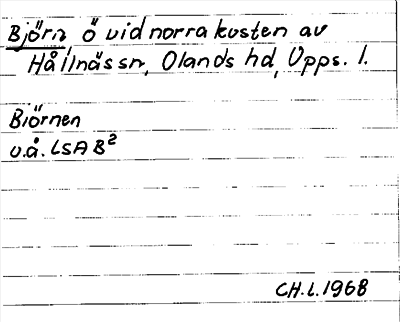 Björn ö vid norra kusten av
Hållnäs sn, Olands hd, Upps. l.
Biörnen
u.å. LSA B²
CH.L.1968